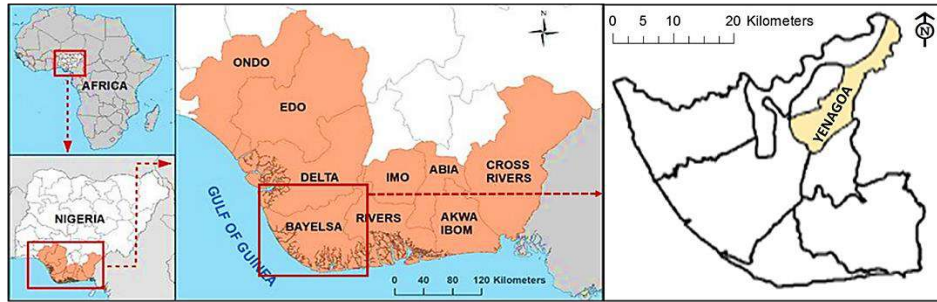 AFRICA
NIGERIA
ONDO
EDO
DELTA
IMO
ABIA
CROSS
RIVERS
BAYELSA
RIVERS
AKWA
IBOM
GULF OF GUINEA
N
0 20 40 80 120 Kilometers
0 5 10 20 Kilometers
N
YENAGOA